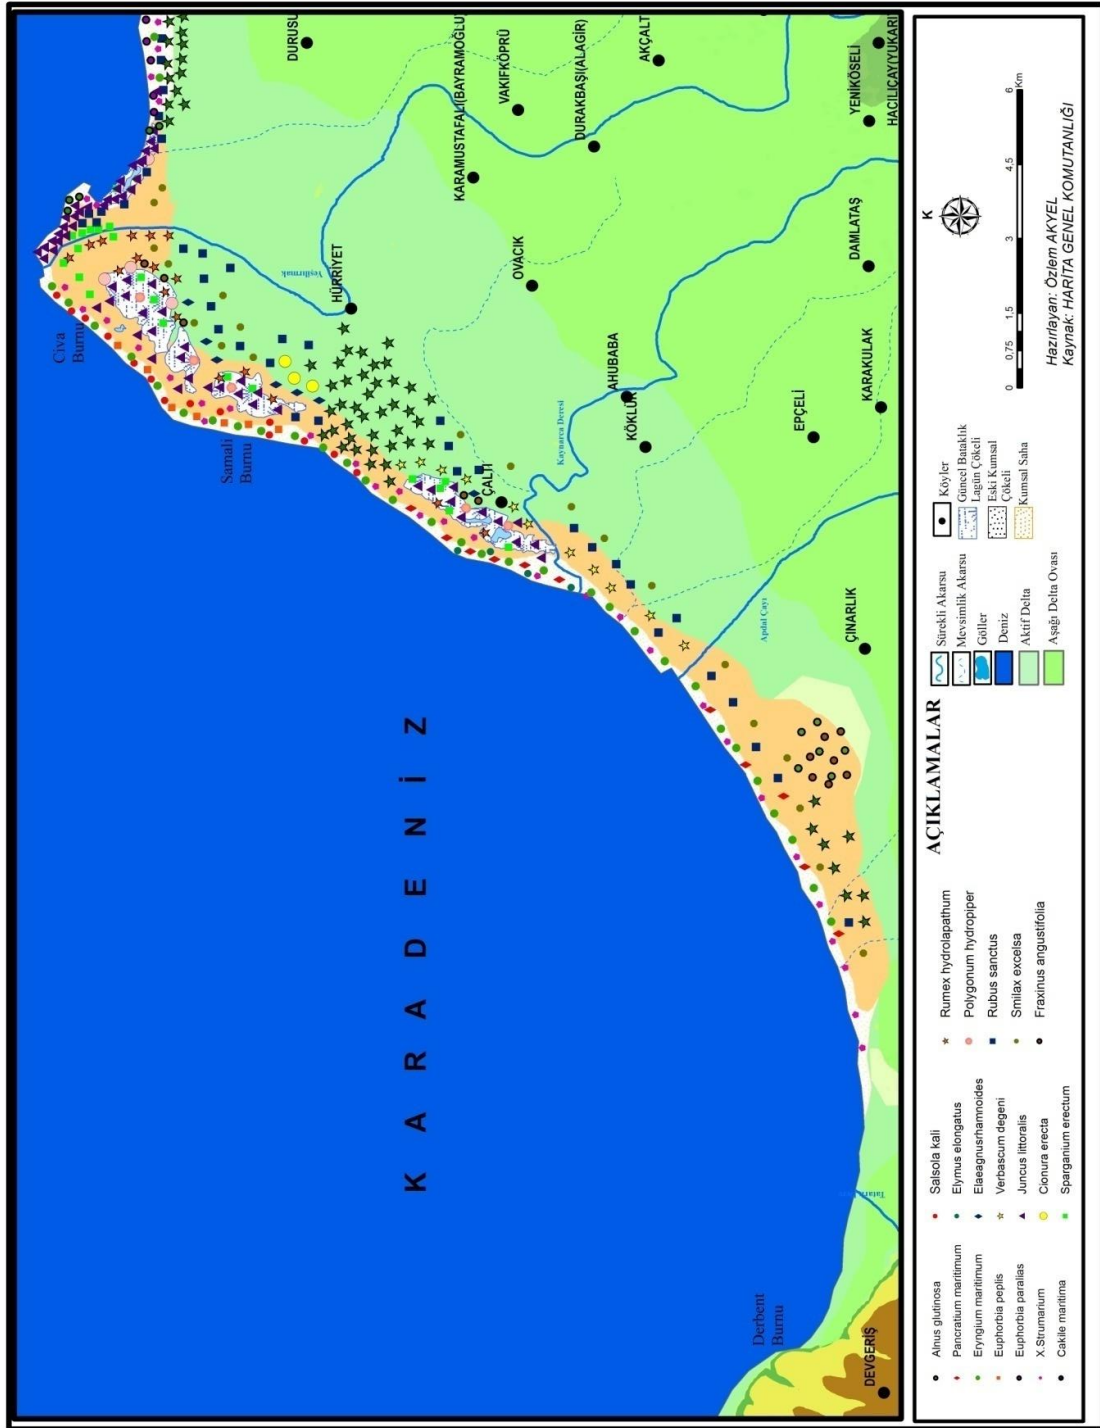 KARADENİZ
Civa
Burnu
Samali
Burnu
Derbent
Burnu
DURUSU
KARAMUSTAFALI(BAYRAMOĞLU)
VAKIFKÖPRÜ
DURAKBAŞI(ALAGİR)
AKÇALT
YENİKÖSELİ
HACILIÇAY(YUKARI
HÜRRİYET
OVACIK
DAMLATAŞ
Yeşilırmak
AHUBABA
KÖKLÜK
KARAKULAK
EPÇELİ
ÇALTI
Kaynarca Deresi
ÇINARLIK
Apdal Çayı
DEVGERİŞ
AÇIKLAMALAR
Alnus glutinosa
Pancratium maritimum
Eryngium maritimum
Euphorbia peplis
Euphorbia paralias
X.Strumarium
Cakile maritima
Salsola kali
Elymus elongatus
Elaeagnusrhamnoides
Verbascum degeni
Juncus littoralis
Cionura erecta
Sparganium erectum
Rumex hydrolapathum
Polygonum hydropiper
Rubus sanctus
Smilax excelsa
Fraxinus angustifolia
Sürekli Akarsu
Mevsimlik Akarsu
Göller
Deniz
Aktif Delta
Aşağı Delta Ovası
Köyler
Güncel Bataklık
Lagün Çökeli
Eski Kumsal
Çökeli
Kumsal Saha
K
0 0,75 1,5 3 4,5 6 Km
Hazırlayan: Özlem AKYEL
Kaynak: HARİTA GENEL KOMUTANLIĞI